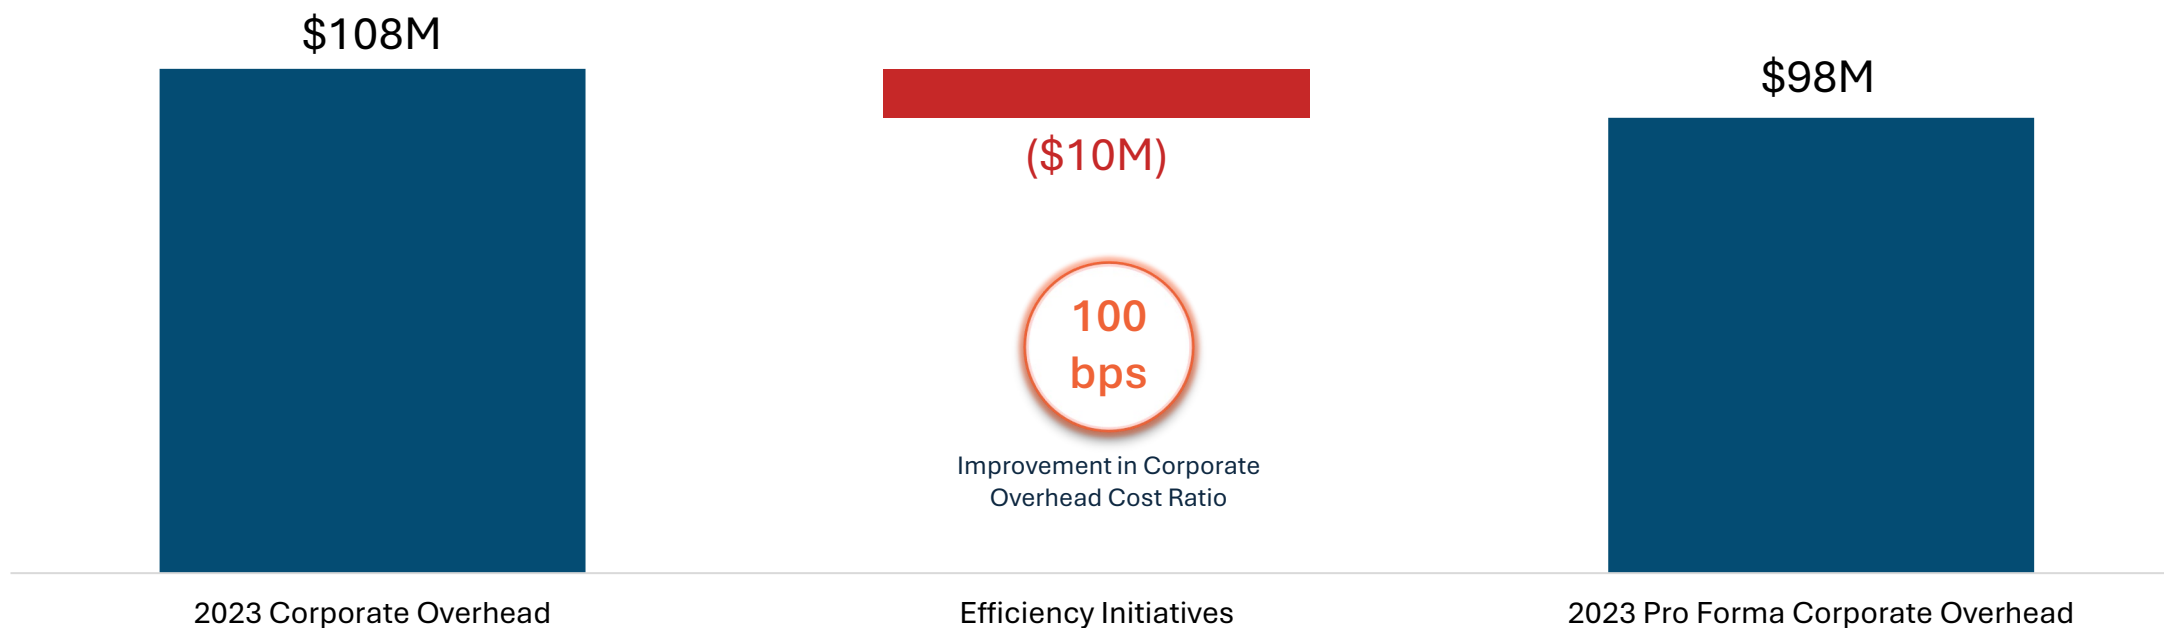 $108M
$98M
($10M)
100
bps
Improvement in Corporate
Overhead Cost Ratio
2023 Corporate Overhead
Efficiency Initiatives
2023 Pro Forma Corporate Overhead